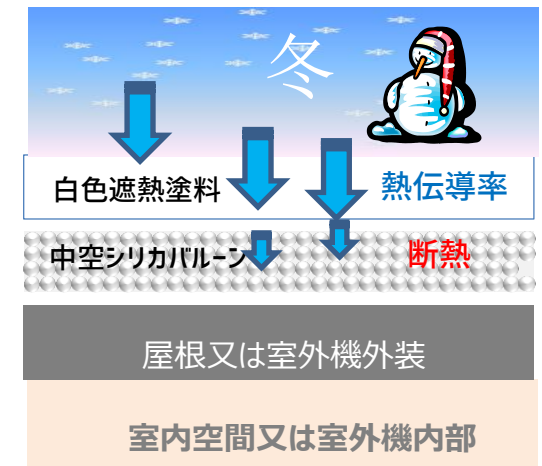 冬
白色遮熱塗料 熱伝導率
中空シリカバルーン 断熱
屋根又は室外機外装
室内空間又は室外機内部